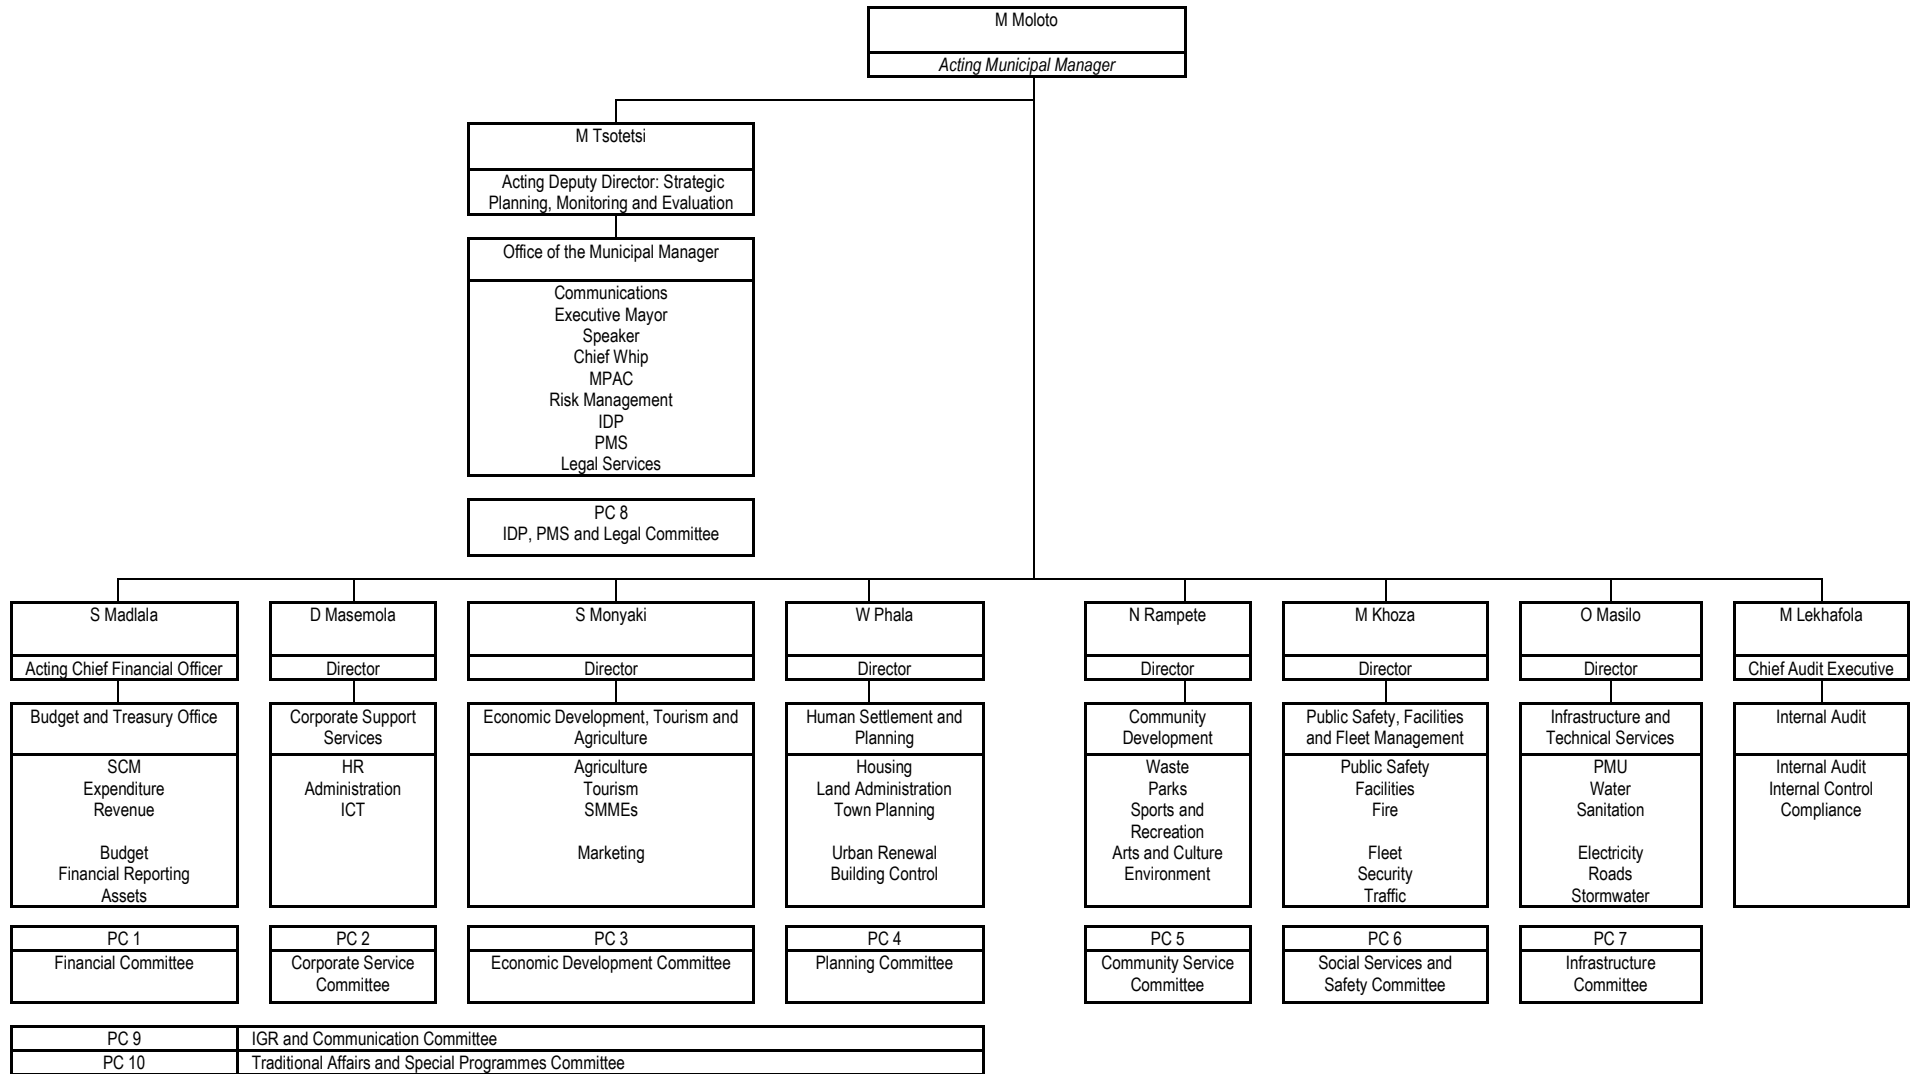 M Moloto
Acting Municipal Manager
M Tsotetsi
Acting Deputy Director: Strategic
Planning, Monitoring and Evaluation
Office of the Municipal Manager
Communications
Executive Mayor
Speaker
Chief Whip
MPAC
Risk Management
IDP
PMS
Legal Services
PC 8
IDP, PMS and Legal Committee
S Madlala
Acting Chief Financial Officer
Budget and Treasury Office
SCM
Expenditure
Revenue
Budget
Financial Reporting
Assets
PC 1
Financial Committee
D Masemola
Director
Corporate Support
Services
HR
Administration
ICT
PC 2
Corporate Service
Committee
S Monyaki
Director
Economic Development, Tourism and
Agriculture
Agriculture
Tourism
SMMEs
Marketing
PC 3
Economic Development Committee
W Phala
Director
Human Settlement and
Planning
Housing
Land Administration
Town Planning
Urban Renewal
Building Control
PC 4
Planning Committee
N Rampete
Director
Community
Development
Waste
Parks
Sports and
Recreation
Arts and Culture
Environment
PC 5
Community Service
Committee
M Khoza
Director
Public Safety, Facilities
and Fleet Management
Public Safety
Facilities
Fire
Fleet
Security
Traffic
PC 6
Social Services and
Safety Committee
O Masilo
Director
Infrastructure and
Technical Services
PMU
Water
Sanitation
Electricity
Roads
Stormwater
PC 7
Infrastructure
Committee
M Lekhafola
Chief Audit Executive
Internal Audit
Internal Audit
Internal Control
Compliance
PC 9 IGR and Communication Committee
PC 10 Traditional Affairs and Special Programmes Committee